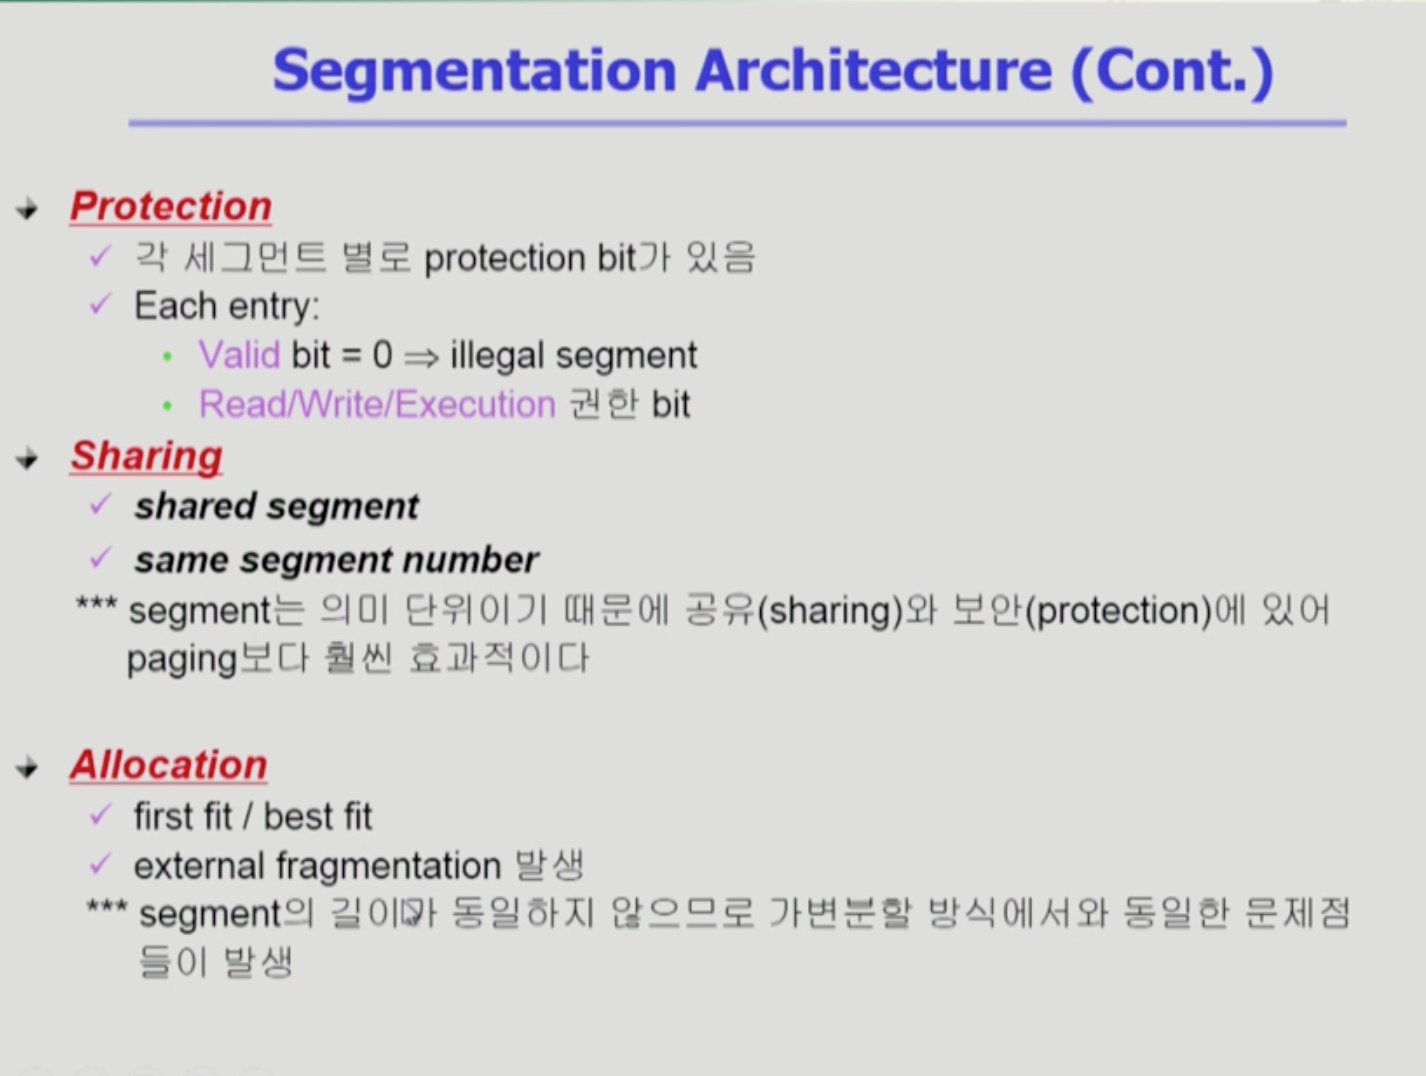 Segmentation Architecture (Cont.)
Protection
각 세그먼트 별로 protection bit가 있음
Each entry:
Valid bit = 0 ⇒ illegal segment
Read/Write/Execution 권한 bit
Sharing
shared segment
same segment number
*** segment는 의미 단위이기 때문에 공유(sharing)와 보안(protection)에 있어
paging보다 훨씬 효과적이다
Allocation
first fit / best fit
external fragmentation 발생
*** segment의 길이가 동일하지 않으므로 가변분할 방식에서와 동일한 문제점
들이 발생